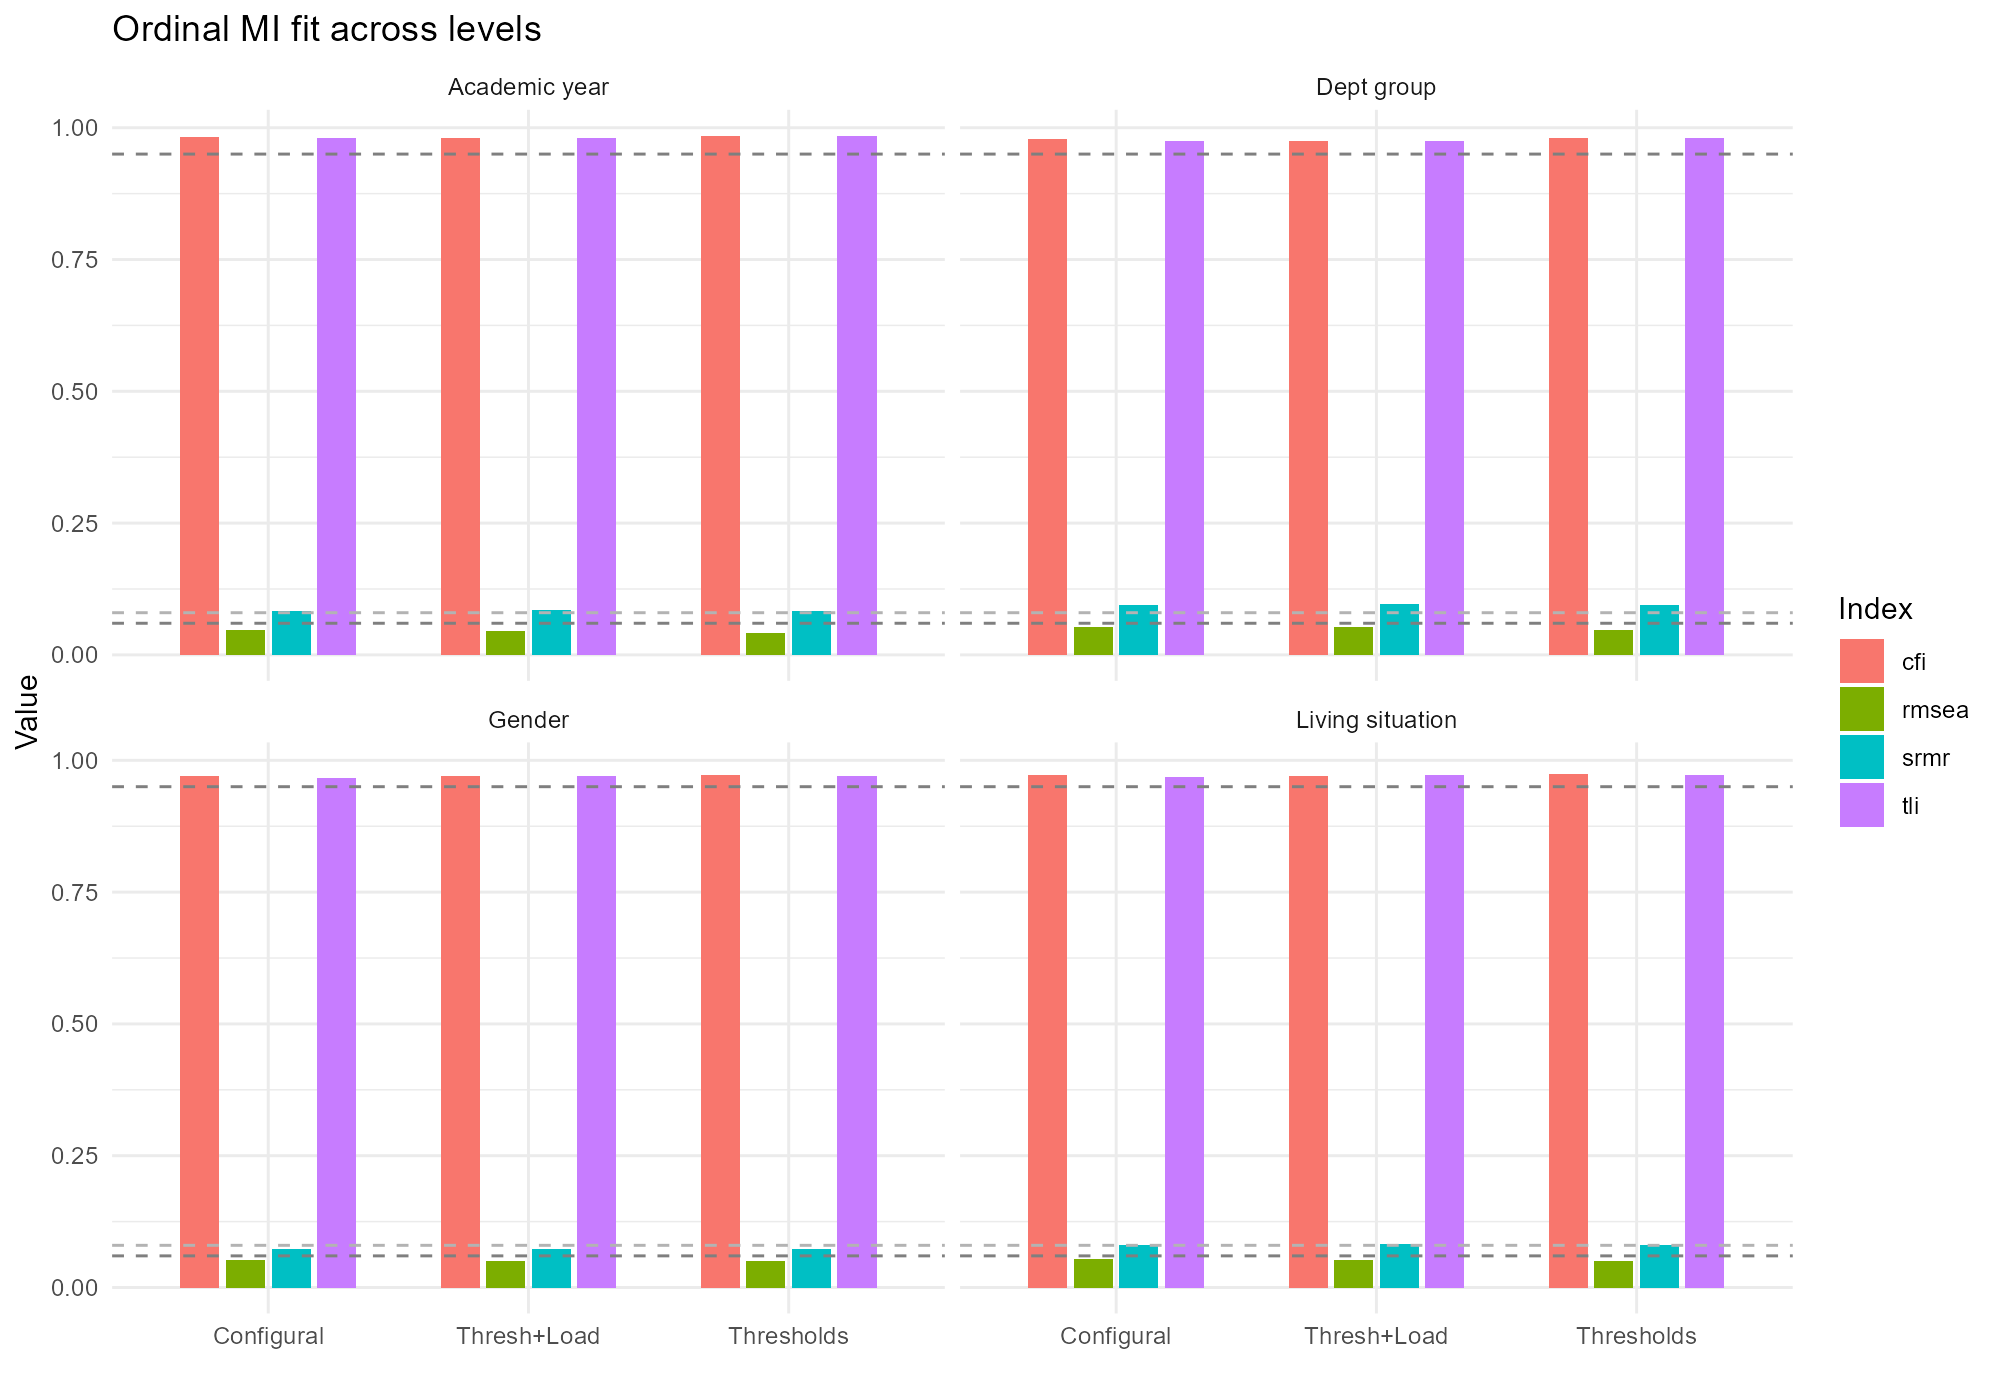 Ordinal MI fit across levels
Academic year
Dept group
1.00
0.75
0.50
0.25
0.00
Value
Gender
Living situation
1.00
0.75
0.50
0.25
0.00
Configural
Thresh+Load
Thresholds
Configural
Thresh+Load
Thresholds
Index
cfi
rmsea
srmr
tli